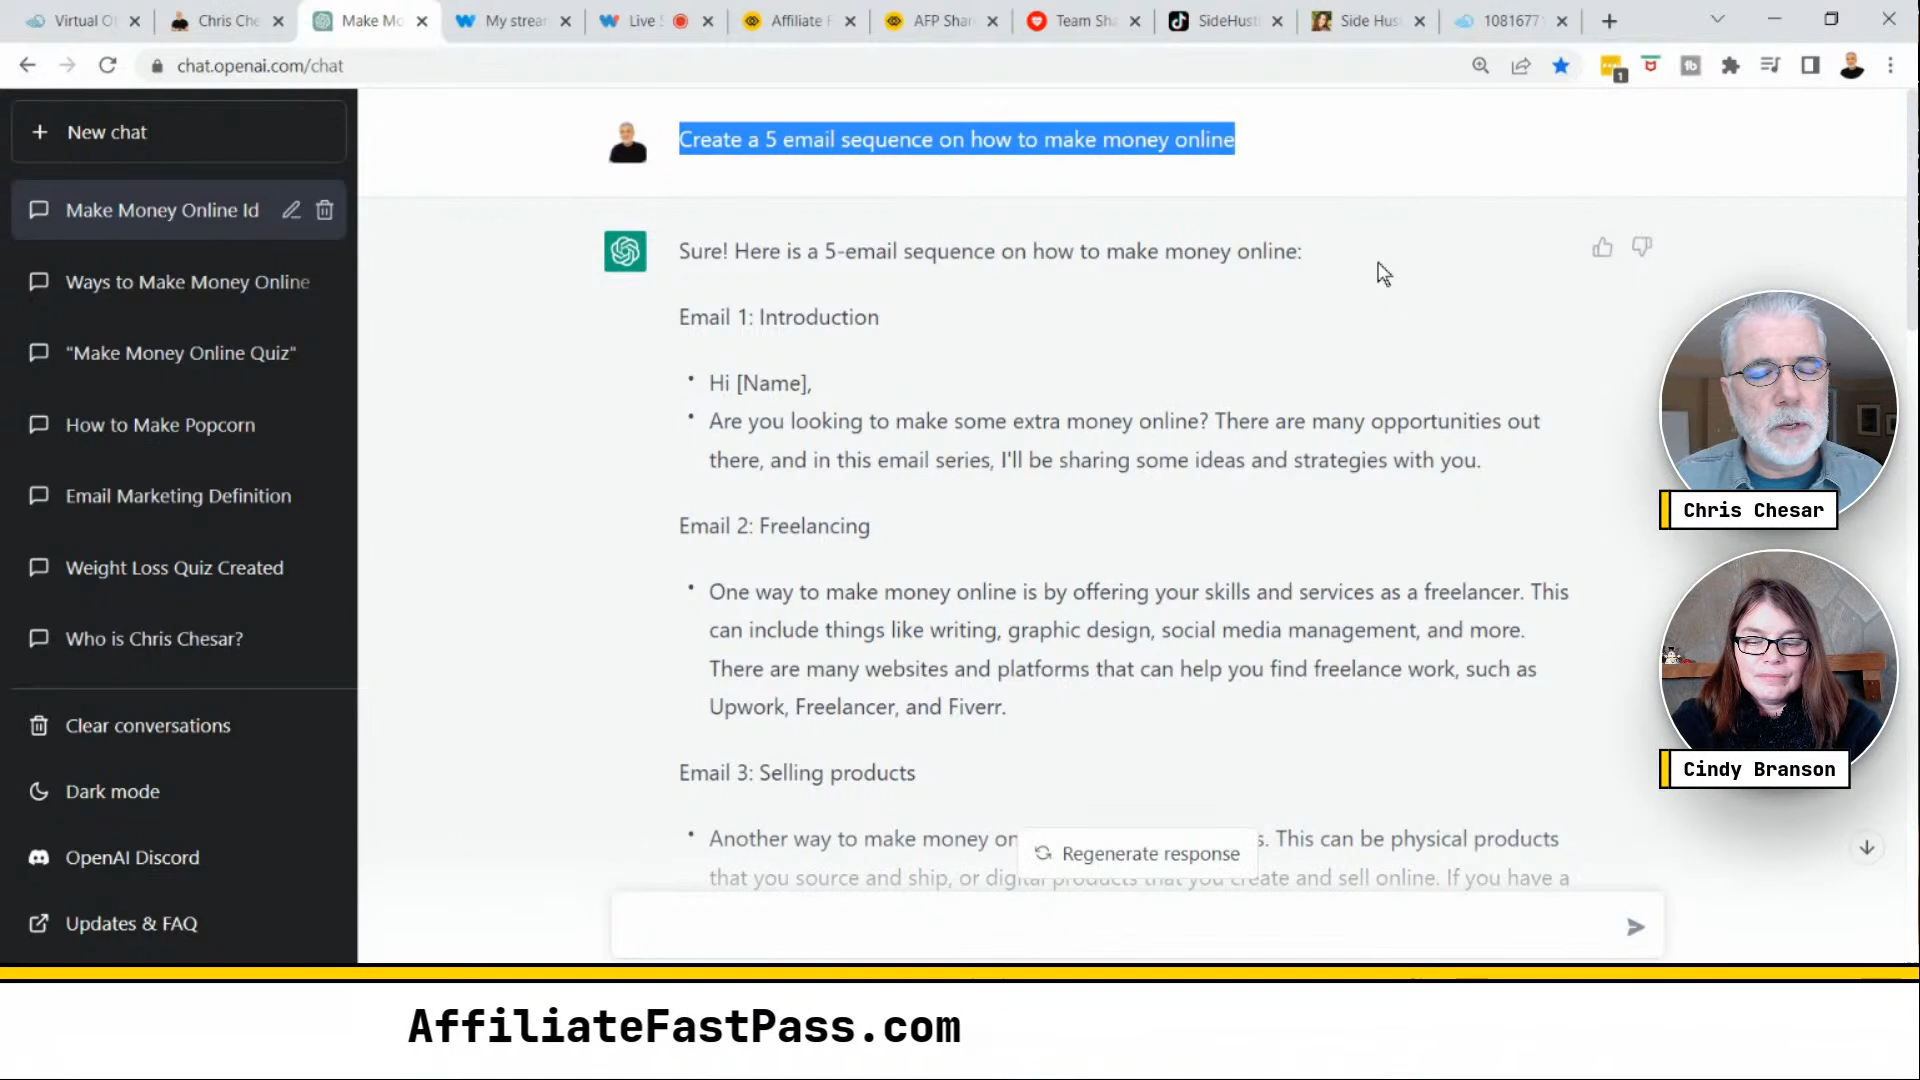 Virtual O
Chris Che
Make Mo
My strea
Live
Affiliate F
AFP Sha
Team Sh
SideHust
Side Hus
1081677
chat.openai.com/chat
1
New chat
Make Money Online Id
Ways to Make Money Online
"Make Money Online Quiz"
How to Make Popcorn
Email Marketing Definition
Weight Loss Quiz Created
Who is Chris Chesar?
Clear conversations
Dark mode
OpenAI Discord
Updates & FAQ
Create a 5 email sequence on how to make money online
Sure! Here is a 5-email sequence on how to make money online:
Email 1: Introduction
• Hi [Name],
• Are you looking to make some extra money online? There are many opportunities out
there, and in this email series, I'll be sharing some ideas and strategies with you.
Email 2: Freelancing
• One way to make money online is by offering your skills and services as a freelancer. This
can include things like writing, graphic design, social media management, and more.
There are many websites and platforms that can help you find freelance work, such as
Upwork, Freelancer, and Fiverr.
Email 3: Selling products
• Another way to make money on s. This can be physical products
that you source and ship, or digital products that you create and sell online. If you have a
Regenerate response
Chris Chesar
Cindy Branson
AffiliateFastPass.com